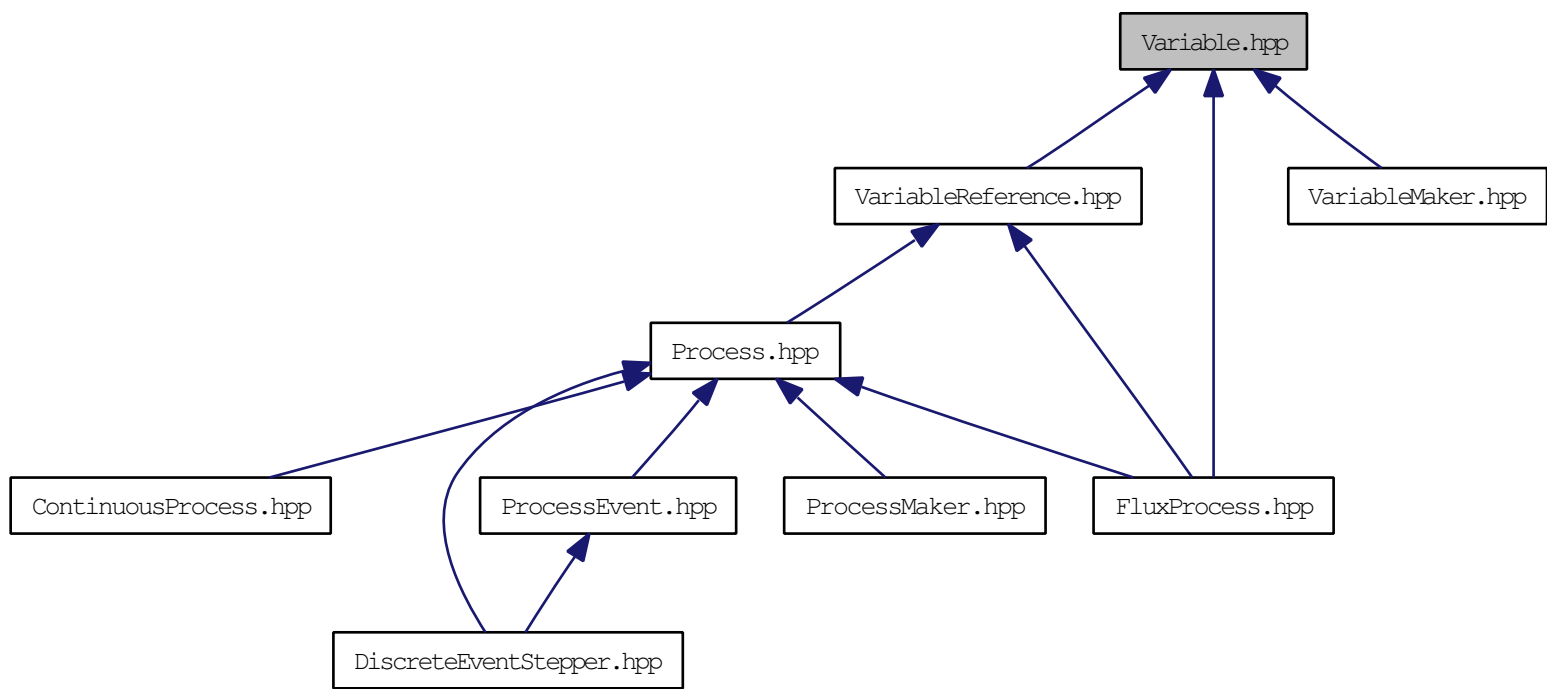 Variable.hpp
VariableReference.hpp
VariableMaker.hpp
Process.hpp
ContinuousProcess.hpp
ProcessEvent.hpp
ProcessMaker.hpp
FluxProcess.hpp
DiscreteEventStepper.hpp